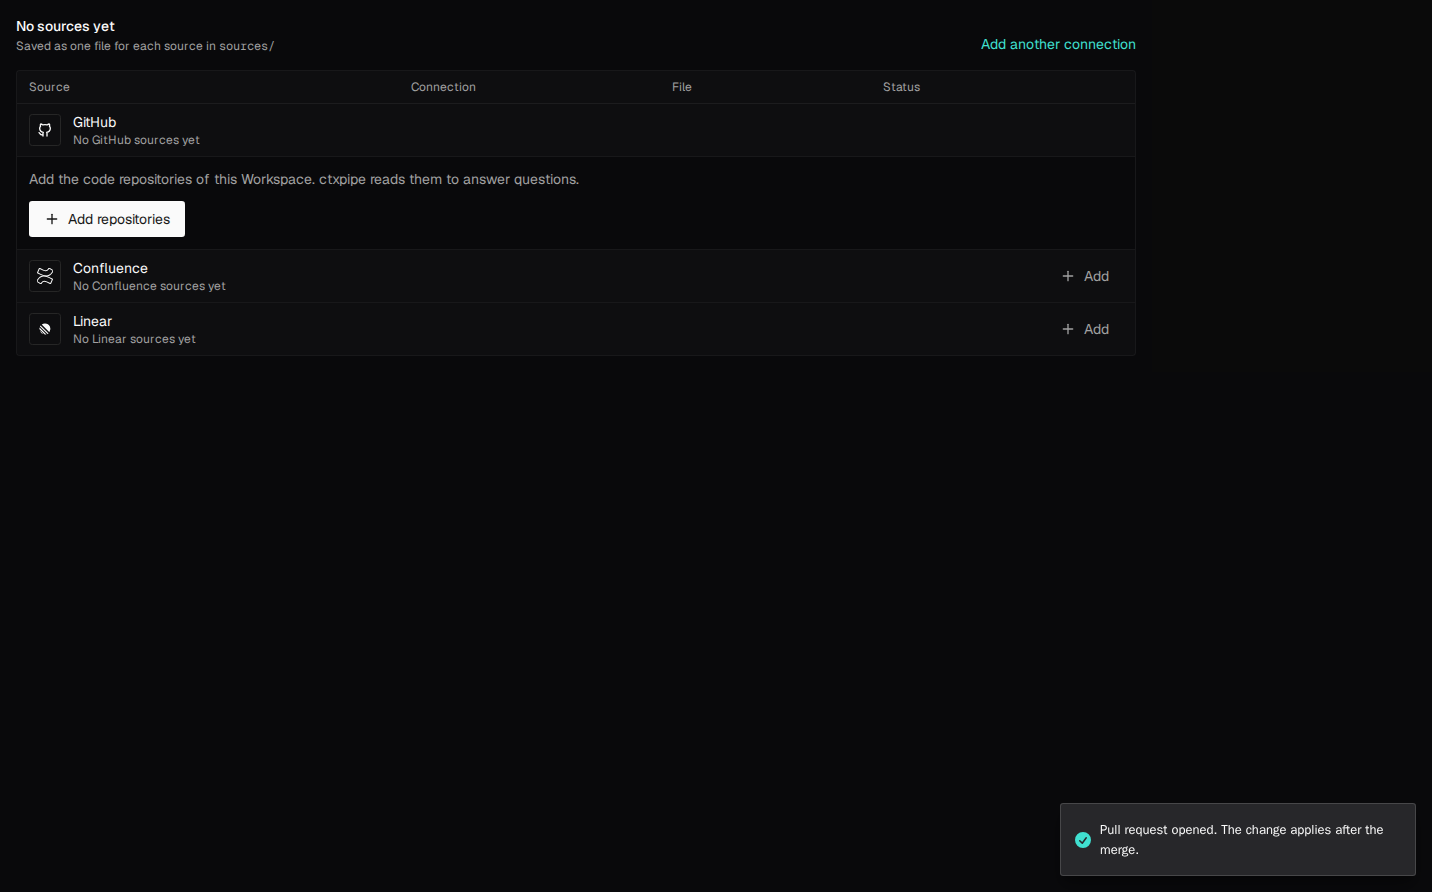 No sources yet
Saved as one file for each source in sources/
Add another connection
Source Connection File Status
GitHub
No GitHub sources yet
Add the code repositories of this Workspace. ctxpipe reads them to answer questions.
+ Add repositories
Confluence
No Confluence sources yet
+ Add
Linear
No Linear sources yet
+ Add
Pull request opened. The change applies after the
merge.